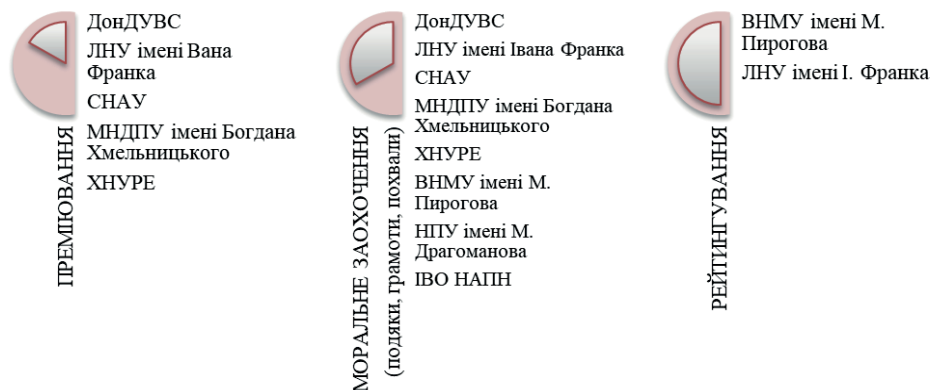 ПРЕМІЮВАННЯ
ДонДУВС
ЛНУ імені Вана
Франка
СНАУ
МНДПУ імені Богдана
Хмельницького
ХНУРЕ
МОРАЛЬНЕ ЗАОХОЧЕННЯ
(подяки, грамоти, похвали)
ДонДУВС
ЛНУ імені Івана Франка
СНАУ
МНДПУ імені Богдана
Хмельницького
ХНУРЕ
ВНМУ імені М.
Пирогова
НПУ імені М.
Драгоманова
ІВО НАПН
РЕЙТИНГУВАННЯ
ВНМУ імені М.
Пирогова
ЛНУ імені І. Франка